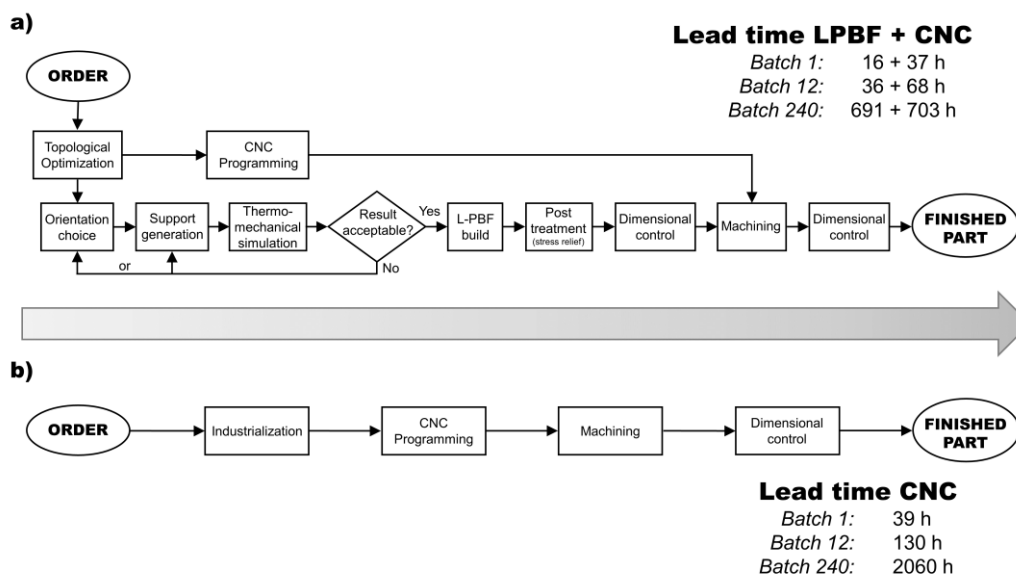 a)
Lead time LPBF + CNC
Batch 1: 16 + 37 h
Batch 12: 36 + 68 h
Batch 240: 691 + 703 h
ORDER
Topological
Optimization
CNC
Programming
Orientation
choice
Support
generation
Thermo-
mechanical
simulation
Result
acceptable?
Yes
No
or
L-PBF
build
Post
treatment
(stress relief)
Dimensional
control
Machining
Dimensional
control
FINISHED
PART
b)
ORDER
Industrialization
CNC
Programming
Machining
Dimensional
control
FINISHED
PART
Lead time CNC
Batch 1: 39 h
Batch 12: 130 h
Batch 240: 2060 h